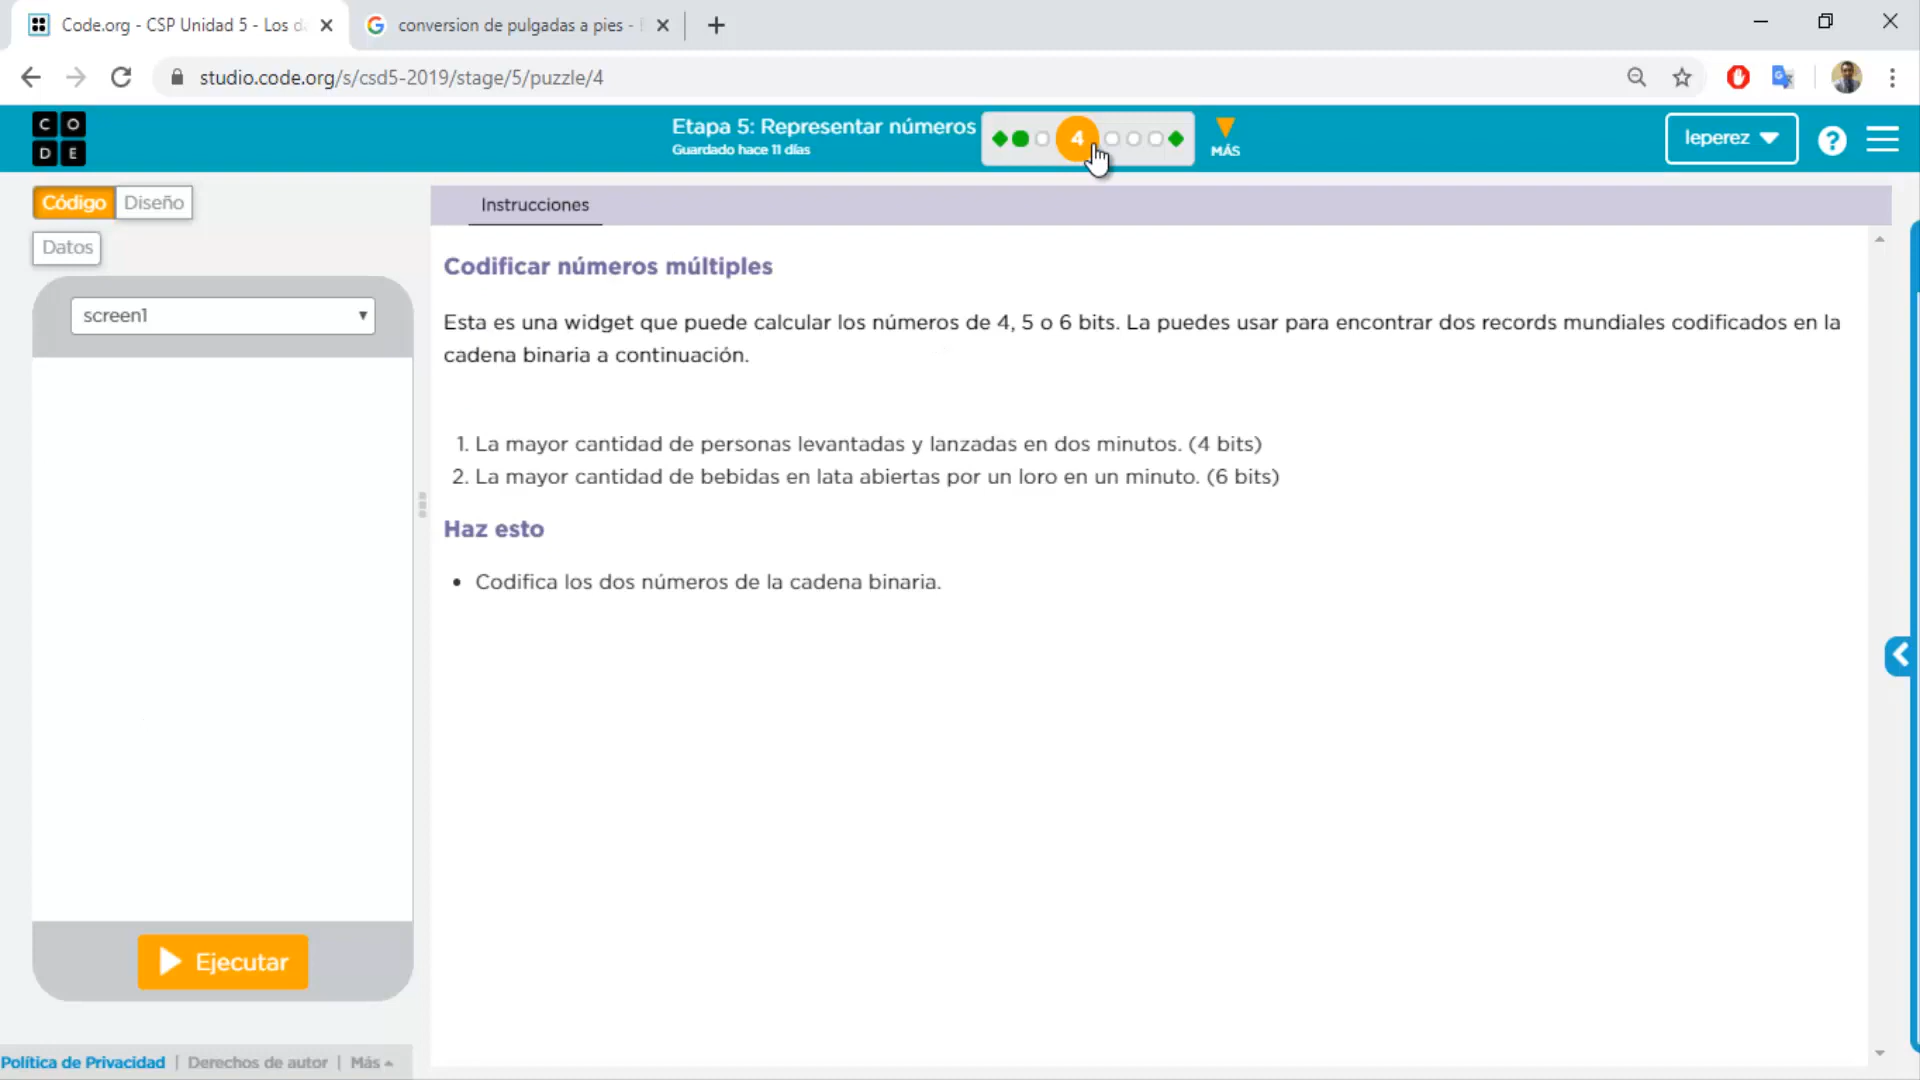 Code.org - CSP Unidad 5 - Los d
conversion de pulgadas a pies -
studio.code.org/s/csd5-2019/stage/5/puzzle/4
C O
D E
Etapa 5: Representar números
Guardado hace 11 días
4
MÁS
leperez
?
Código
Diseño
Datos
screen1
Instrucciones
Codificar números múltiples
Esta es una widget que puede calcular los números de 4, 5 o 6 bits. La puedes usar para encontrar dos records mundiales codificados en la
cadena binaria a continuación.
1. La mayor cantidad de personas levantadas y lanzadas en dos minutos. (4 bits)
2. La mayor cantidad de bebidas en lata abiertas por un loro en un minuto. (6 bits)
Haz esto
• Codifica los dos números de la cadena binaria.
Ejecutar
Política de Privacidad | Derechos de autor | Más